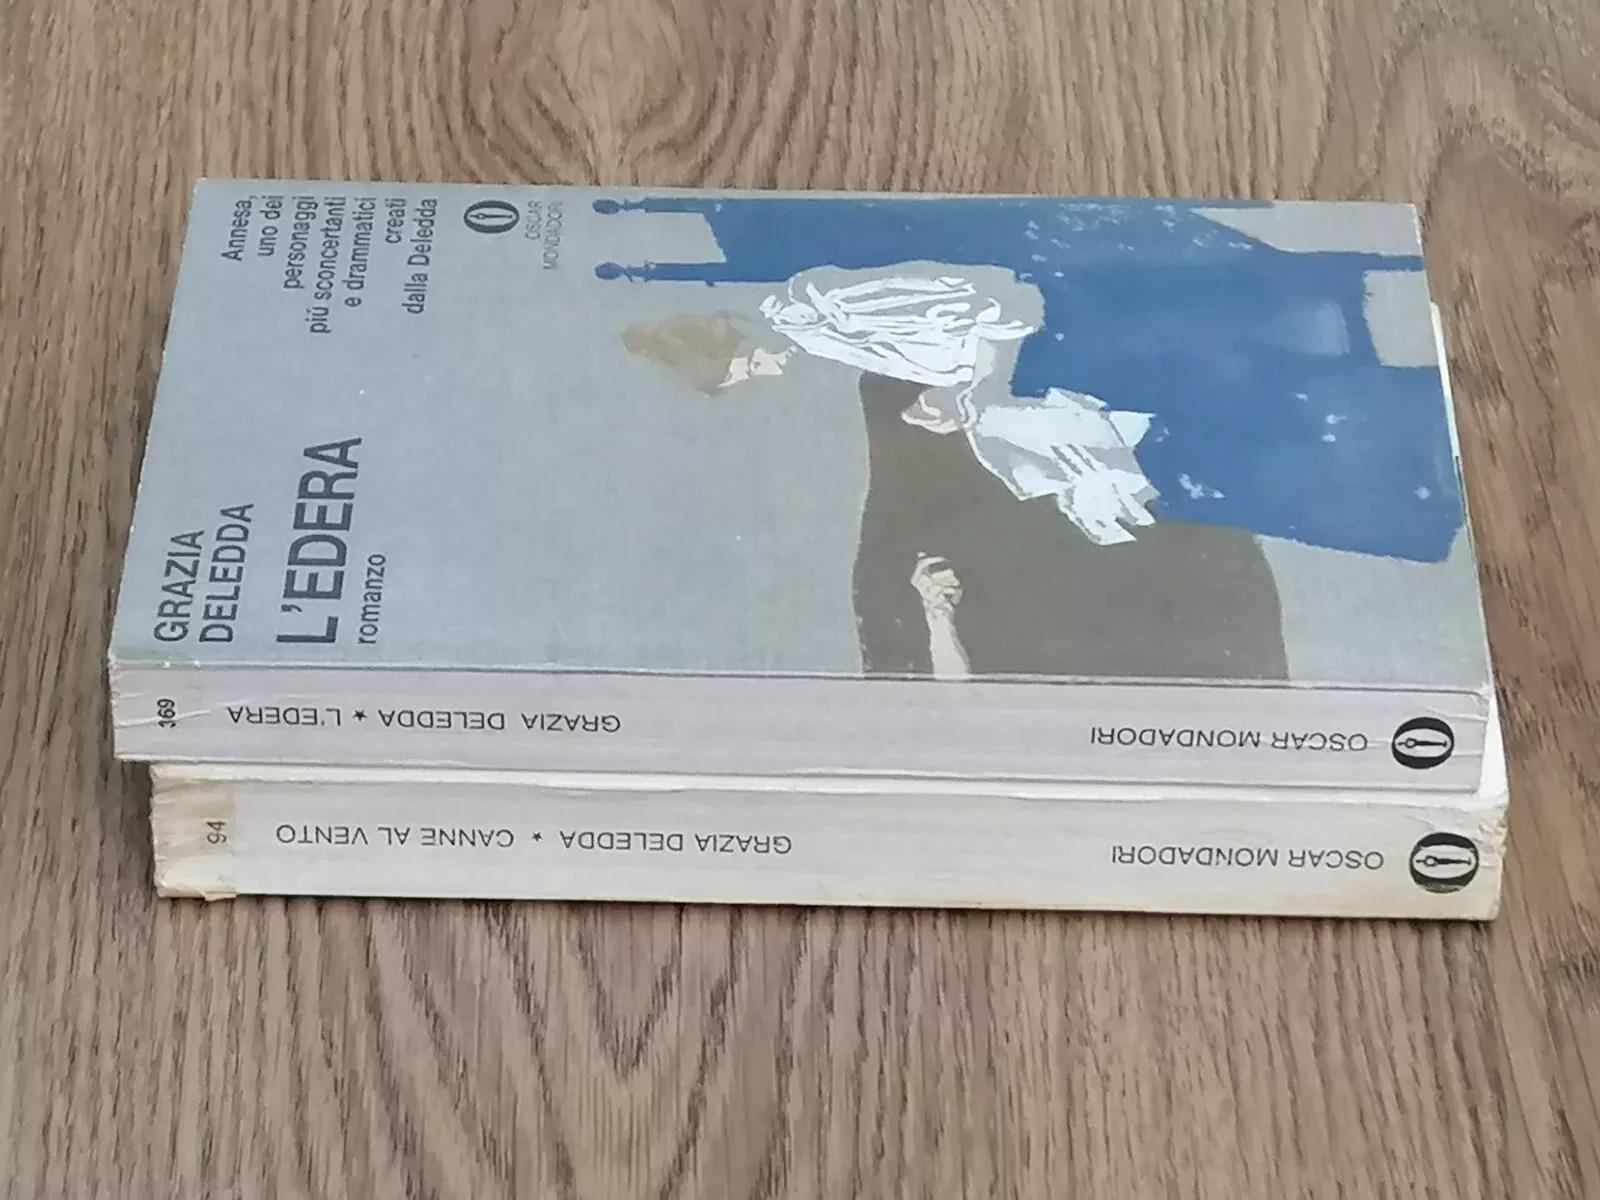 GRAZIA
DELEDDA
L'EDERA
romanzo
Annesa,
uno dei
personaggi
più sconcertanti
e drammatici
creati
dalla Deledda
OSCAR
MONDADORI
369
GRAZIA DELEDDA ★ L'EDERA
OSCAR MONDADORI
94
GRAZIA DELEDDA ★ CANNE AL VENTO
OSCAR MONDADORI